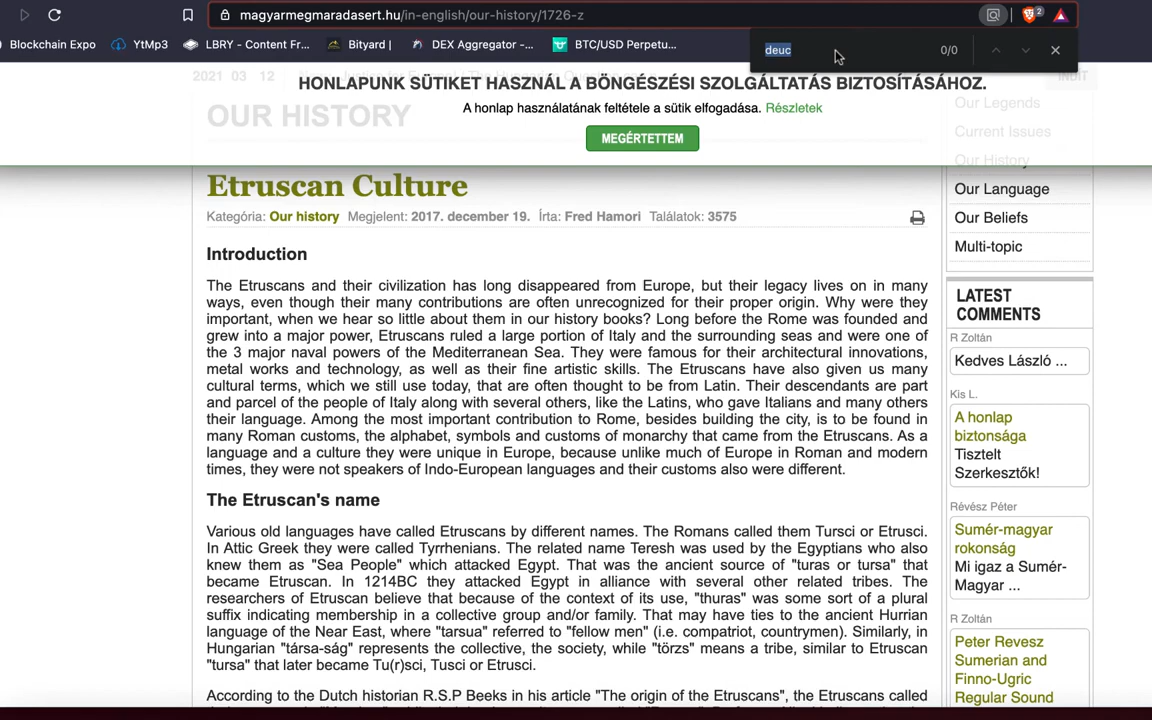 magyarmegmaradasert.hu/in-english/our-history/1726-z
2
Blockchain Expo
YtMp3
LBRY - Content Fr...
Bityard |
DEX Aggregator -...
BTC/USD Perpetu...
deuc
0/0
2021 03 12
HONLAPUNK SÜTIKET HASZNÁL A BÖNGÉSZÉSI SZOLGÁLTATÁS BIZTOSÍTÁSÁHOZ.
INDÍT
A honlap használatának feltétele a sütik elfogadása. Részletek
MEGÉRTETTEM
OUR HISTORY
Our Legends
Current Issues
Our History
Our Language
Our Beliefs
Multi-topic
Etruscan Culture
Kategória: Our history Megjelent: 2017. december 19. Írta: Fred Hamori Találatok: 3575
Introduction
The Etruscans and their civilization has long disappeared from Europe, but their legacy lives on in many
ways, even though their many contributions are often unrecognized for their proper origin. Why were they
important, when we hear so little about them in our history books? Long before the Rome was founded and
grew into a major power, Etruscans ruled a large portion of Italy and the surrounding seas and were one of
the 3 major naval powers of the Mediterranean Sea. They were famous for their architectural innovations,
metal works and technology, as well as their fine artistic skills. The Etruscans have also given us many
cultural terms, which we still use today, that are often thought to be from Latin. Their descendants are part
and parcel of the people of Italy along with several others, like the Latins, who gave Italians and many others
their language. Among the most important contribution to Rome, besides building the city, is to be found in
many Roman customs, the alphabet, symbols and customs of monarchy that came from the Etruscans. As a
language and a culture they were unique in Europe, because unlike much of Europe in Roman and modern
times, they were not speakers of Indo-European languages and their customs also were different.
The Etruscan's name
Various old languages have called Etruscans by different names. The Romans called them Tursci or Etrusci.
In Attic Greek they were called Tyrrhenians. The related name Teresh was used by the Egyptians who also
knew them as "Sea People" which attacked Egypt. That was the ancient source of "turas or tursa" that
became Etruscan. In 1214BC they attacked Egypt in alliance with several other related tribes. The
researchers of Etruscan believe that because of the context of its use, "thuras" was some sort of a plural
suffix indicating membership in a collective group and/or family. That may have ties to the ancient Hurrian
language of the Near East, where "tarsua" referred to "fellow men" (i.e. compatriot, countrymen). Similarly, in
Hungarian "társa-ság" represents the collective, the society, while "törzs" means a tribe, similar to Etruscan
"tursa" that later became Tu(r)sci, Tusci or Etrusci.
According to the Dutch historian R.S.P Beeks in his article "The origin of the Etruscans", the Etruscans called
LATEST
COMMENTS
R Zoltán
Kedves László ...
Kis L.
A honlap
biztonsága
Tisztelt
Szerkesztők!
Révész Péter
Sumér-magyar
rokonság
Mi igaz a Sumér-
Magyar ...
R Zoltán
Peter Revesz
Sumerian and
Finno-Ugric
Regular Sound